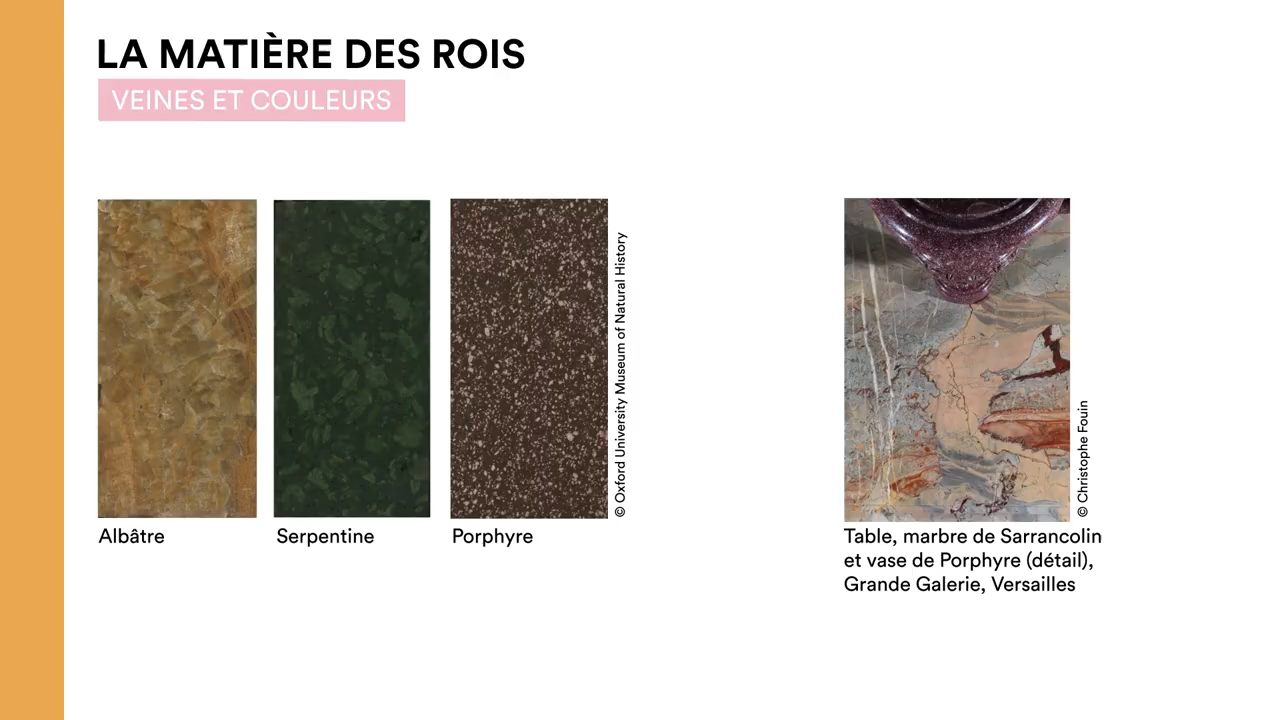 LA MATIÈRE DES ROIS
VEINES ET COULEURS
Albâtre
Serpentine
Porphyre
© Oxford University Museum of Natural History
Table, marbre de Sarrancolin
et vase de Porphyre (détail),
Grande Galerie, Versailles
© Christophe Fouin